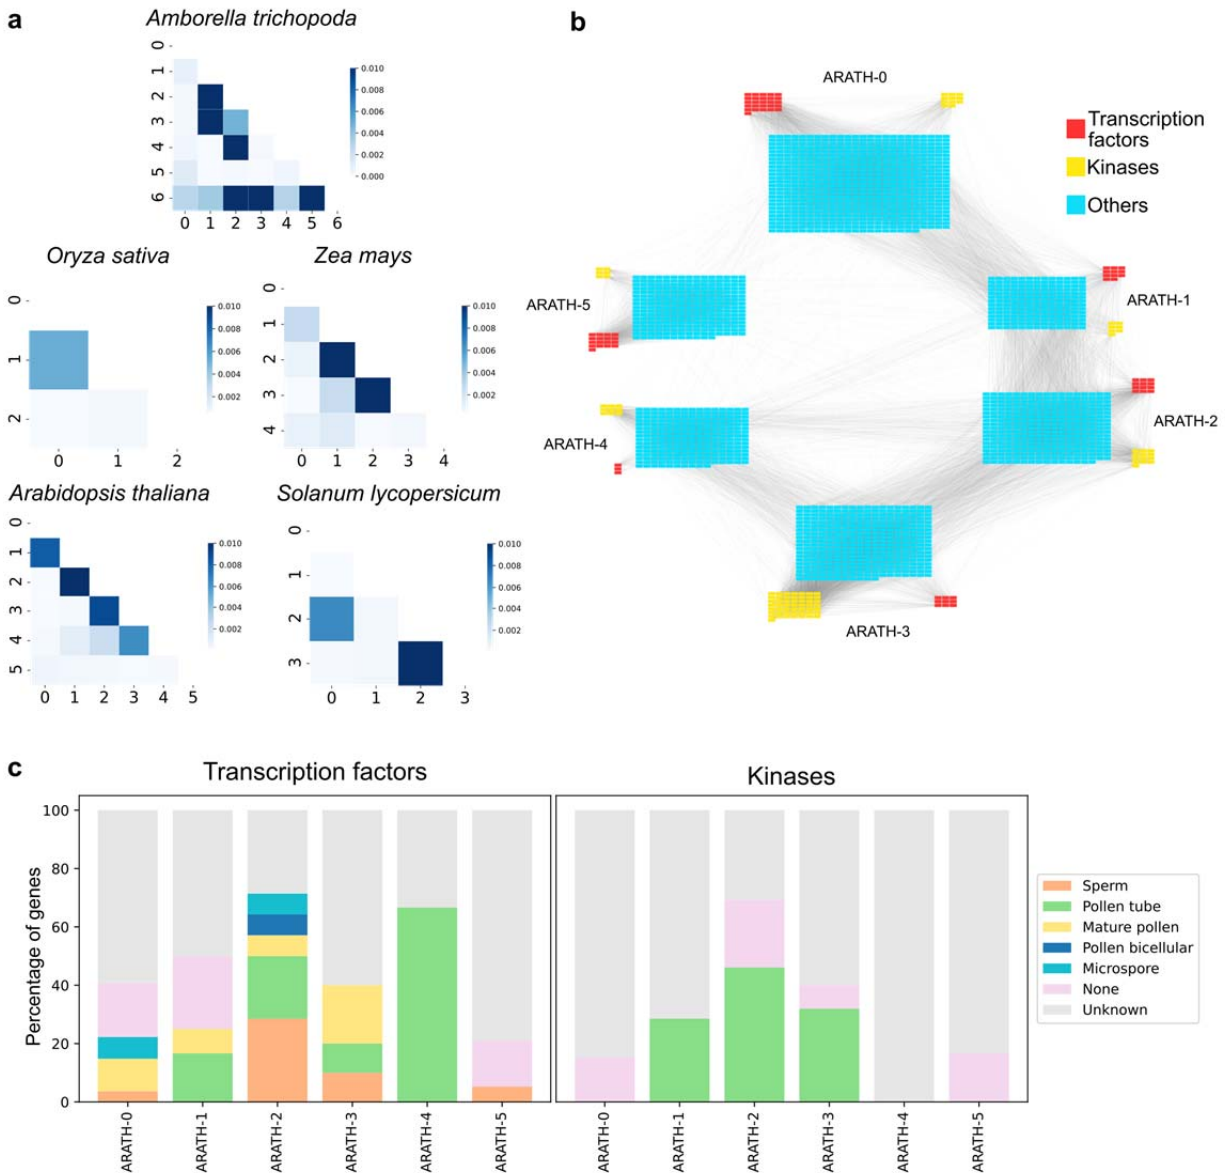 a
Amborella trichopoda
0
1
2
3
4
5
6
0 1 2 3 4 5 6
0.010
0.008
0.006
0.004
0.002
0.000
Oryza sativa
0
1
2
0 1 2
0.010
0.008
0.006
0.004
0.002
Zea mays
0
1
2
3
4
0 1 2 3 4
0.010
0.008
0.006
0.004
0.002
Arabidopsis thaliana
0
1
2
3
4
5
0 1 2 3 4 5
0.010
0.008
0.006
0.004
0.002
Solanum lycopersicum
0
1
2
3
0 1 2 3
0.010
0.008
0.006
0.004
0.002
b
ARATH-0
ARATH-1
ARATH-2
ARATH-3
ARATH-4
ARATH-5
Transcription
factors
Kinases
Others
c
Transcription factors
Kinases
Percentage of genes
100
80
60
40
20
0
ARATH-0
ARATH-1
ARATH-2
ARATH-3
ARATH-4
ARATH-5
ARATH-0
ARATH-1
ARATH-2
ARATH-3
ARATH-4
ARATH-5
Sperm
Pollen tube
Mature pollen
Pollen bicellular
Microspore
None
Unknown